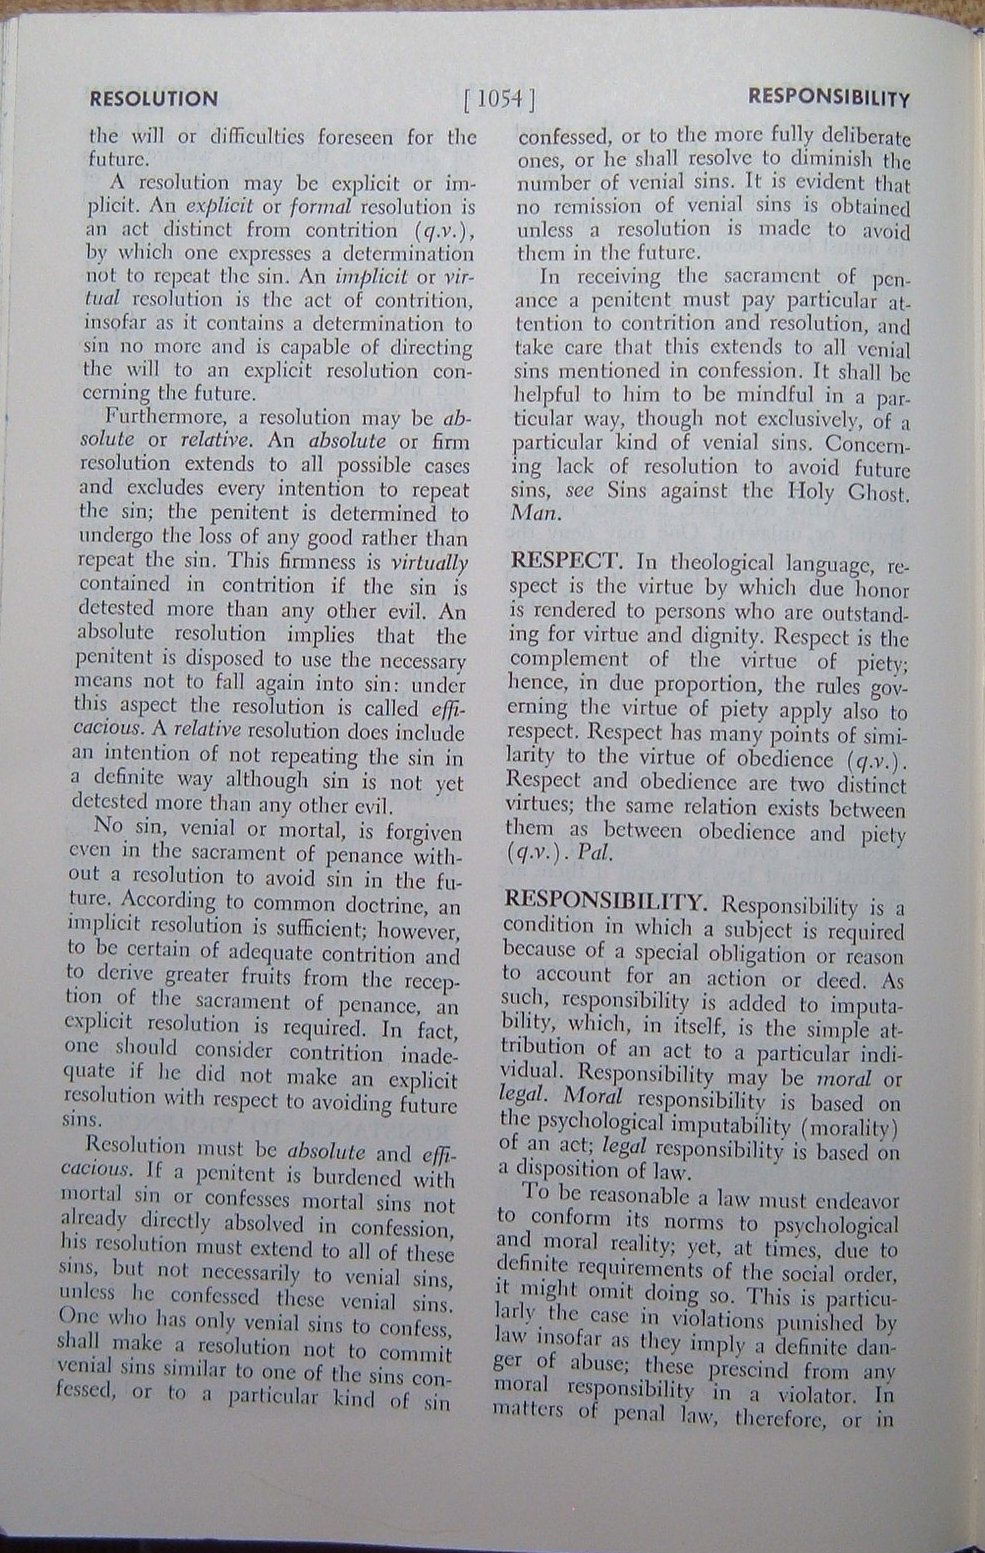 RESOLUTION [ 1054 ] RESPONSIBILITY
the will or difficulties foreseen for the
future.
A resolution may be explicit or im-
plicit. An explicit or formal resolution is
an act distinct from contrition (q.v.),
by which one expresses a determination
not to repeat the sin. An implicit or vir-
tual resolution is the act of contrition,
insofar as it contains a determination to
sin no more and is capable of directing
the will to an explicit resolution con-
cerning the future.
Furthermore, a resolution may be ab-
solute or relative. An absolute or firm
resolution extends to all possible cases
and excludes every intention to repeat
the sin; the penitent is determined to
undergo the loss of any good rather than
repeat the sin. This firmness is virtually
contained in contrition if the sin is
detested more than any other evil. An
absolute resolution implies that the
penitent is disposed to use the necessary
means not to fall again into sin: under
this aspect the resolution is called effi-
cacious. A relative resolution does include
an intention of not repeating the sin in
a definite way although sin is not yet
detested more than any other evil.
No sin, venial or mortal, is forgiven
even in the sacrament of penance with-
out a resolution to avoid sin in the fu-
ture. According to common doctrine, an
implicit resolution is sufficient; however,
to be certain of adequate contrition and
to derive greater fruits from the recep-
tion of the sacrament of penance, an
explicit resolution is required. In fact,
one should consider contrition inade-
quate if he did not make an explicit
resolution with respect to avoiding future
sins.
Resolution must be absolute and effi-
cacious. If a penitent is burdened with
mortal sin or confesses mortal sins not
already directly absolved in confession,
his resolution must extend to all of these
sins, but not necessarily to venial sins,
unless he confessed these venial sins.
One who has only venial sins to confess,
shall make a resolution not to commit
venial sins similar to one of the sins con-
fessed, or to a particular kind of sin
confessed, or to the more fully deliberate
ones, or he shall resolve to diminish the
number of venial sins. It is evident that
no remission of venial sins is obtained
unless a resolution is made to avoid
them in the future.
In receiving the sacrament of pen-
ance a penitent must pay particular at-
tention to contrition and resolution, and
take care that this extends to all venial
sins mentioned in confession. It shall be
helpful to him to be mindful in a par-
ticular way, though not exclusively, of a
particular kind of venial sins. Concern-
ing lack of resolution to avoid future
sins, see Sins against the Holy Ghost.
Man.
RESPECT. In theological language, re-
spect is the virtue by which due honor
is rendered to persons who are outstand-
ing for virtue and dignity. Respect is the
complement of the virtue of piety;
hence, in due proportion, the rules gov-
erning the virtue of piety apply also to
respect. Respect has many points of simi-
larity to the virtue of obedience (q.v.).
Respect and obedience are two distinct
virtues; the same relation exists between
them as between obedience and piety
(q.v.). Pal.
RESPONSIBILITY. Responsibility is a
condition in which a subject is required
because of a special obligation or reason
to account for an action or deed. As
such, responsibility is added to imputa-
bility, which, in itself, is the simple at-
tribution of an act to a particular indi-
vidual. Responsibility may be moral or
legal. Moral responsibility is based on
the psychological imputability (morality)
of an act; legal responsibility is based on
a disposition of law.
To be reasonable a law must endeavor
to conform its norms to psychological
and moral reality; yet, at times, due to
definite requirements of the social order,
it might omit doing so. This is particu-
larly the case in violations punished by
law insofar as they imply a definite dan-
ger of abuse; these prescind from any
moral responsibility in a violator. In
matters of penal law, therefore, or in